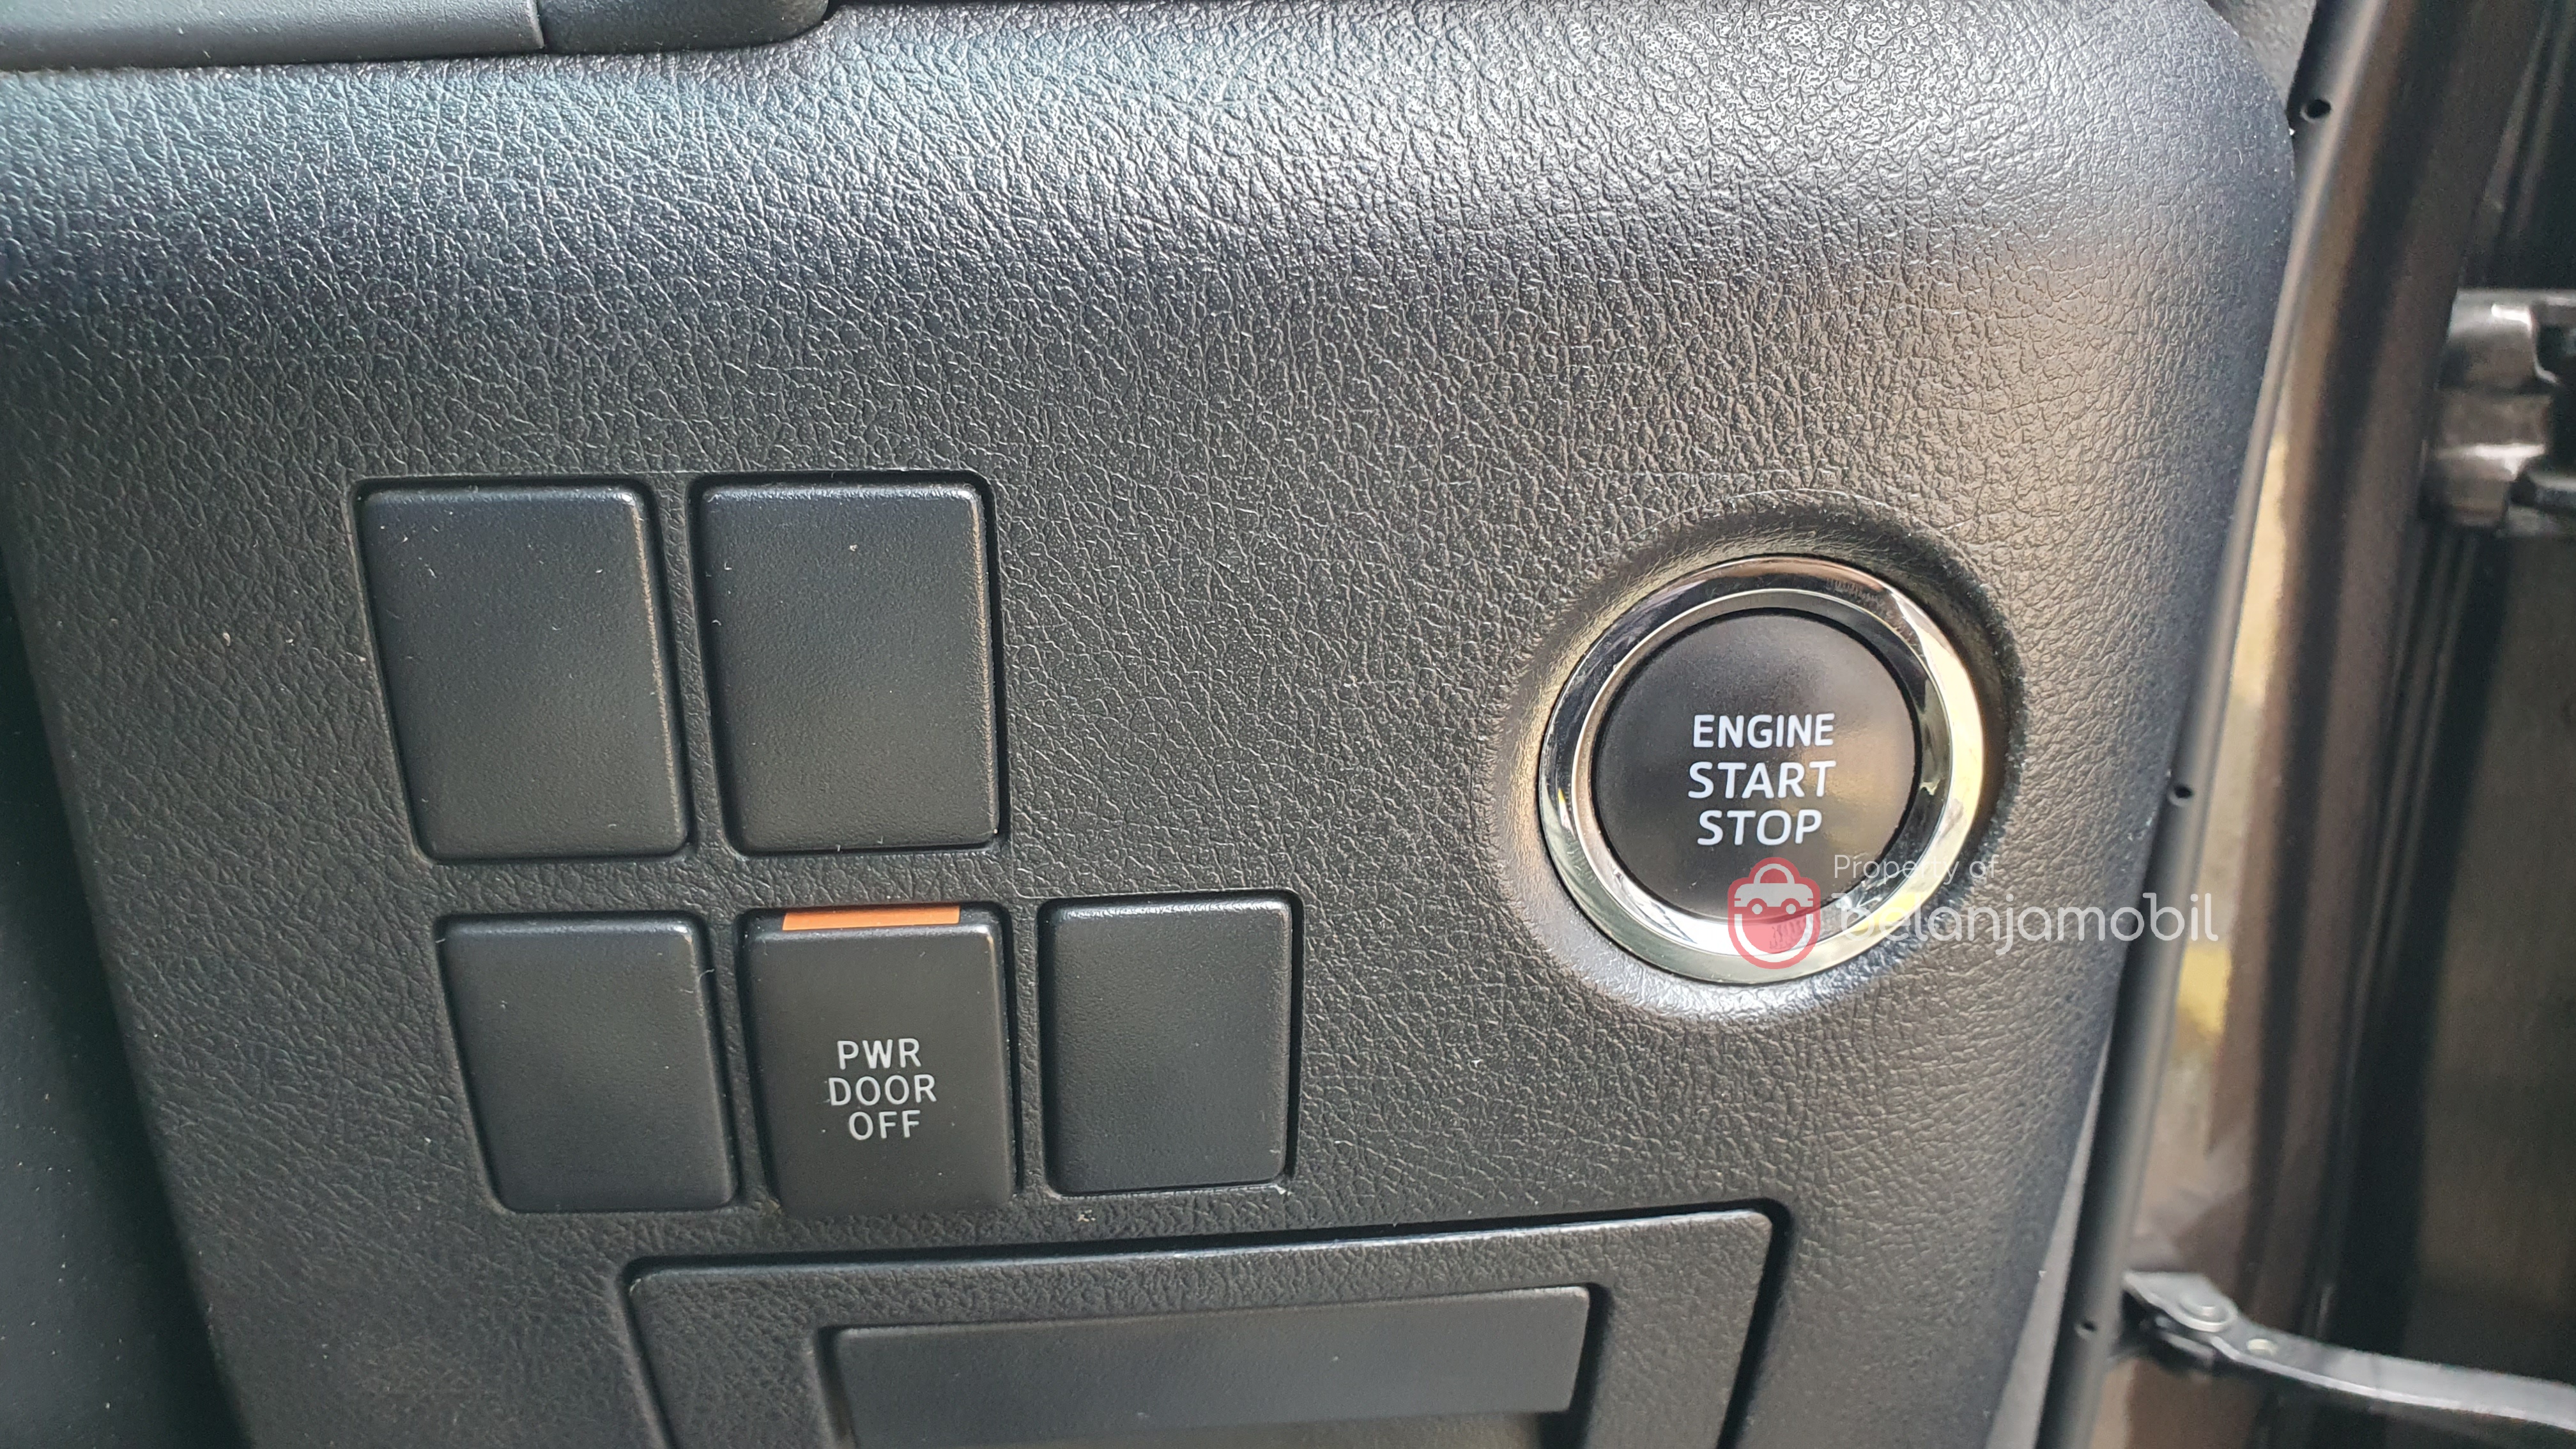 ENGINE
START
STOP
Property of
belanjamobil
PWR
DOOR
OFF